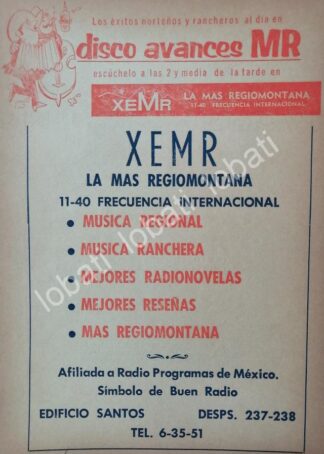 Los éxitos norteños y rancheros al día en
disco avances MR
escúchelo a las 2 y media de la tarde en
XEMR LA MAS REGIOMONTANA
11-40 FRECUENCIA INTERNACIONAL
XEMR
LA MAS REGIOMONTANA
11-40 FRECUENCIA INTERNACIONAL
• MUSICA REGIONAL
• MUSICA RANCHERA
• MEJORES RADIONOVELAS
• MEJORES RESEÑAS
• MAS REGIOMONTANA
Afiliada a Radio Programas de México.
Símbolo de Buen Radio
EDIFICIO SANTOS DESPS. 237-238
TEL. 6-35-51
lobati lobati lobati